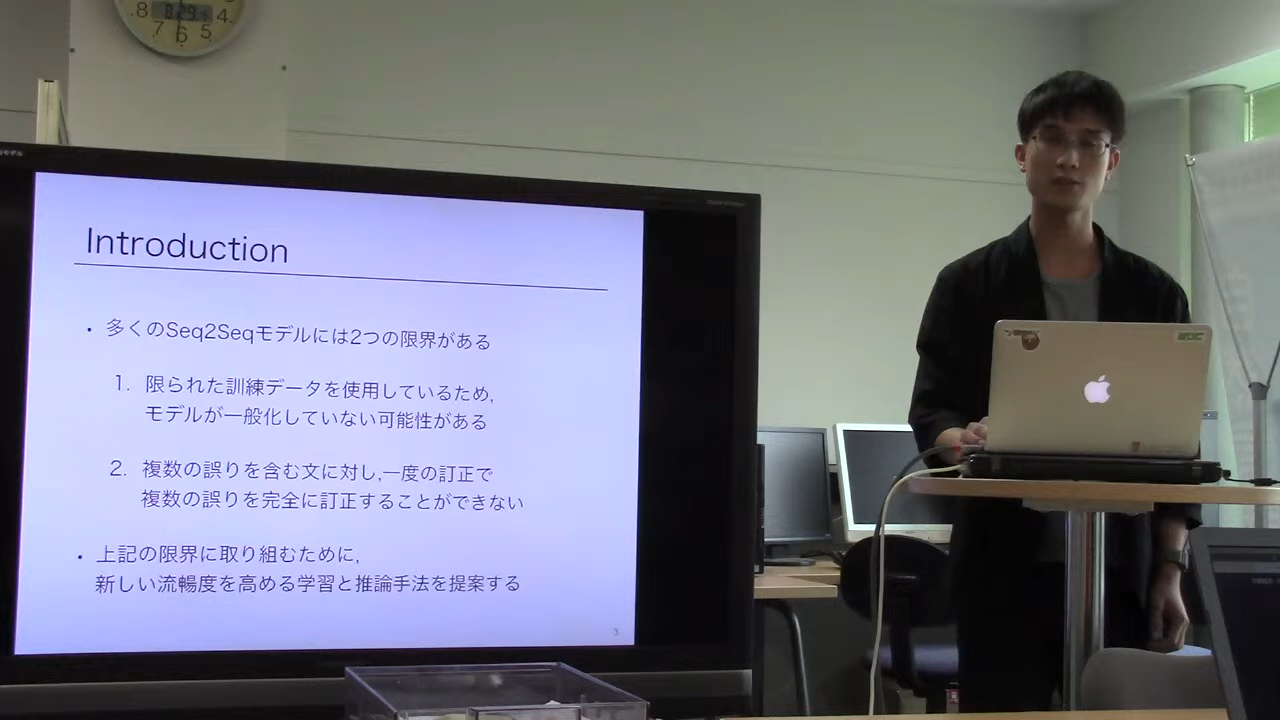 8 7 6 5 4
Introduction
・多くのSeq2Seqモデルには2つの限界がある
1. 限られた訓練データを使用しているため,
モデルが一般化していない可能性がある
2. 複数の誤りを含む文に対し,一度の訂正で
複数の誤りを完全に訂正することができない
・上記の限界に取り組むために,
新しい流暢度を高める学習と推論手法を提案する
3